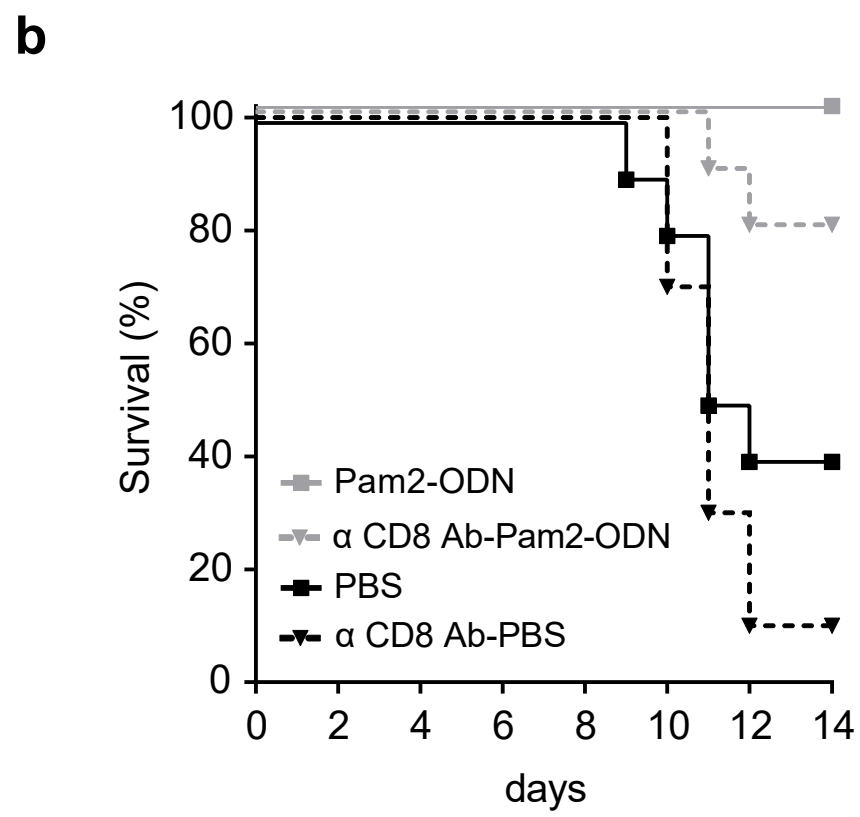 b
100
80
60
40
20
0
Survival (%)
Pam2-ODN
α CD8 Ab-Pam2-ODN
PBS
α CD8 Ab-PBS
0 2 4 6 8 10 12 14
days